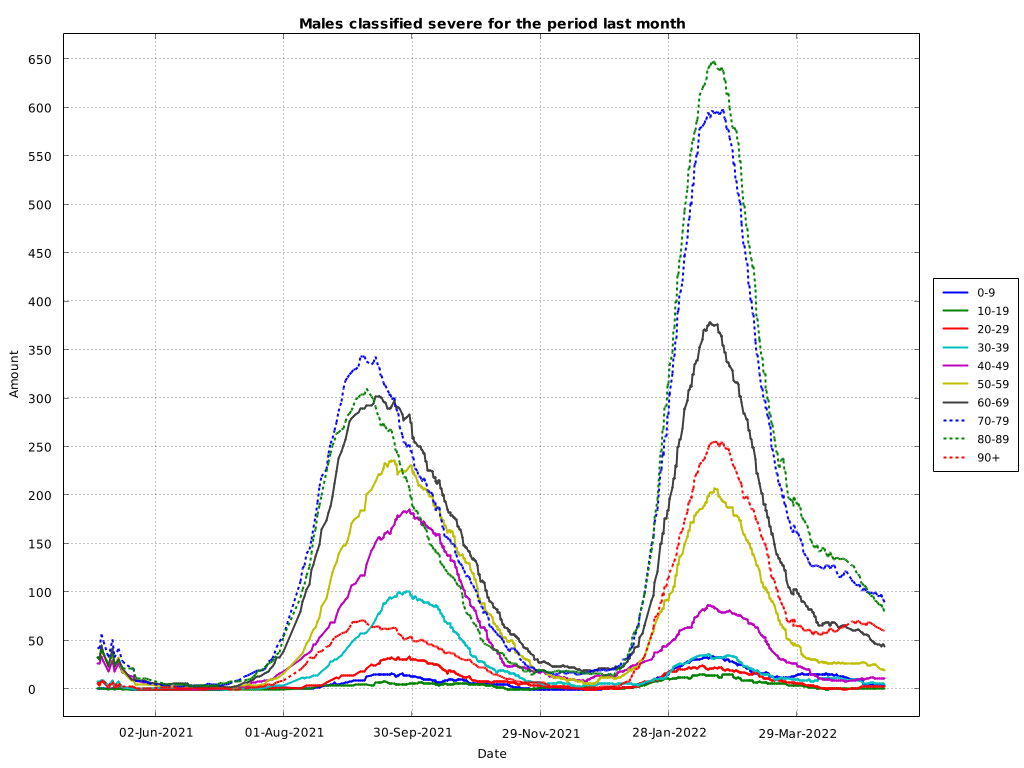 Males classified severe for the period last month
650
600
550
500
450
400
350
300
250
200
150
100
50
0
Amount
02-Jun-2021
01-Aug-2021
30-Sep-2021
29-Nov-2021
28-Jan-2022
29-Mar-2022
Date
0-9
10-19
20-29
30-39
40-49
50-59
60-69
70-79
80-89
90+